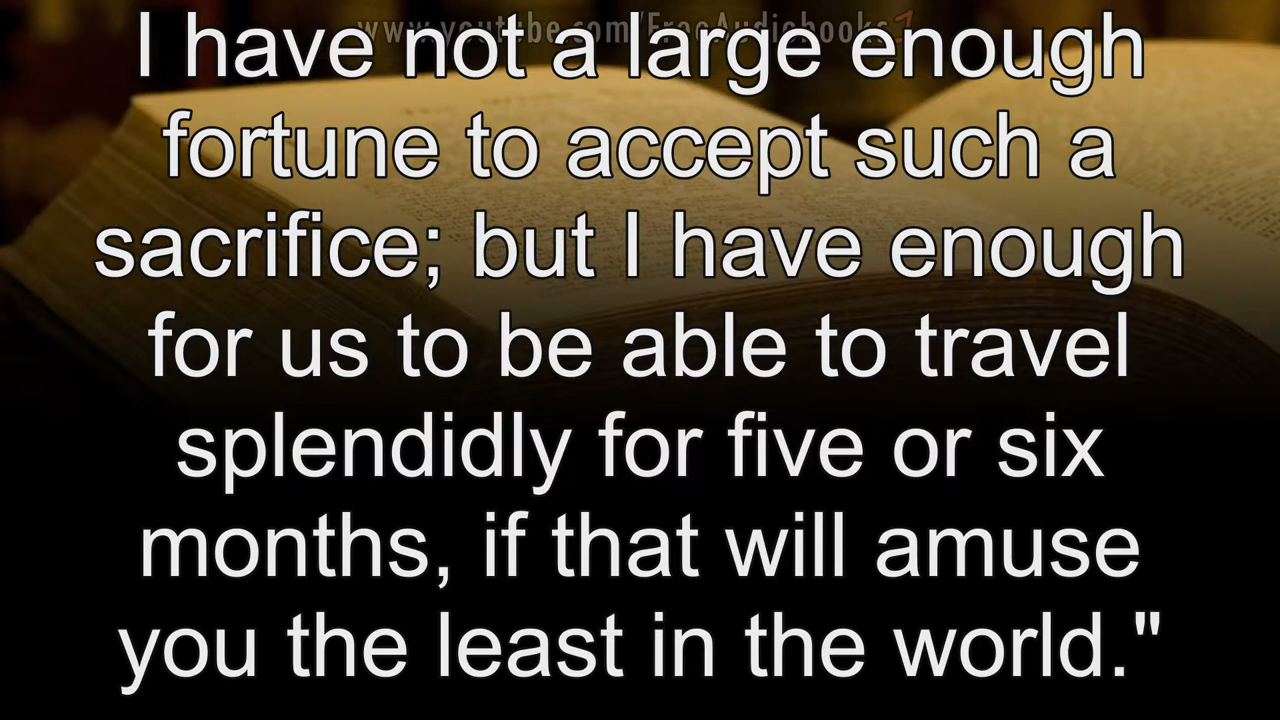 www.youtube.com/FreeAudiobooks
I have not a large enough
fortune to accept such a
sacrifice; but I have enough
for us to be able to travel
splendidly for five or six
months, if that will amuse
you the least in the world."